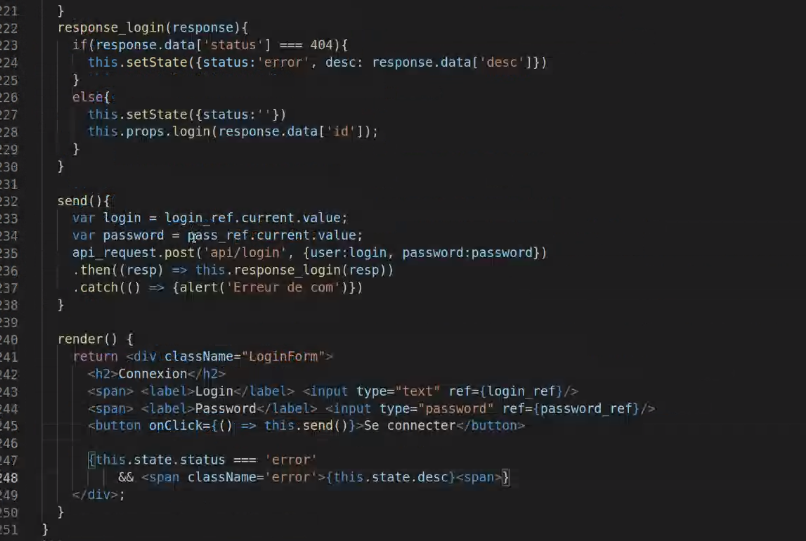 221 }
222 response_login(response){
223 if(response.data['status'] === 404){
224 this.setState({status:'error', desc: response.data['desc']})
225 }
226 else{
227 this.setState({status:''})
228 this.props.login(response.data['id']);
229 }
230 }
231
232 send(){
233 var login = login_ref.current.value;
234 var password = pass_ref.current.value;
235 api_request.post('api/login', {user:login, password:password})
236 .then((resp) => this.response_login(resp))
237 .catch(() => {alert('Erreur de com')})
238 }
239
240 render() {
241 return <div className="LoginForm">
242 <h2>Connexion</h2>
243 <span> <label>Login</label> <input type="text" ref={login_ref}/>
244 <span> <label>Password</label> <input type="password" ref={password_ref}/>
245 <button onClick={() => this.send()}>Se connecter</button>
246
247 {this.state.status === 'error'
248 && <span className='error'>{this.state.desc}<span>}
249 </div>;
250 }
251 }